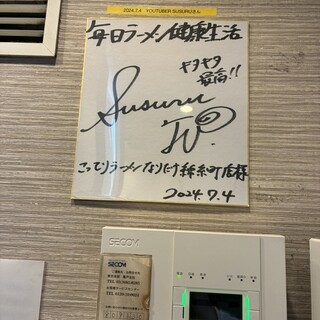 2024.7.4 YOUTUBER SUSURUさん
毎日ラーメン健康生活
ギタギタ
最高!!
Susuru
TV
こってりラーメンなりたけ錦糸町店様
2024.7.4
SECOM
SECOM